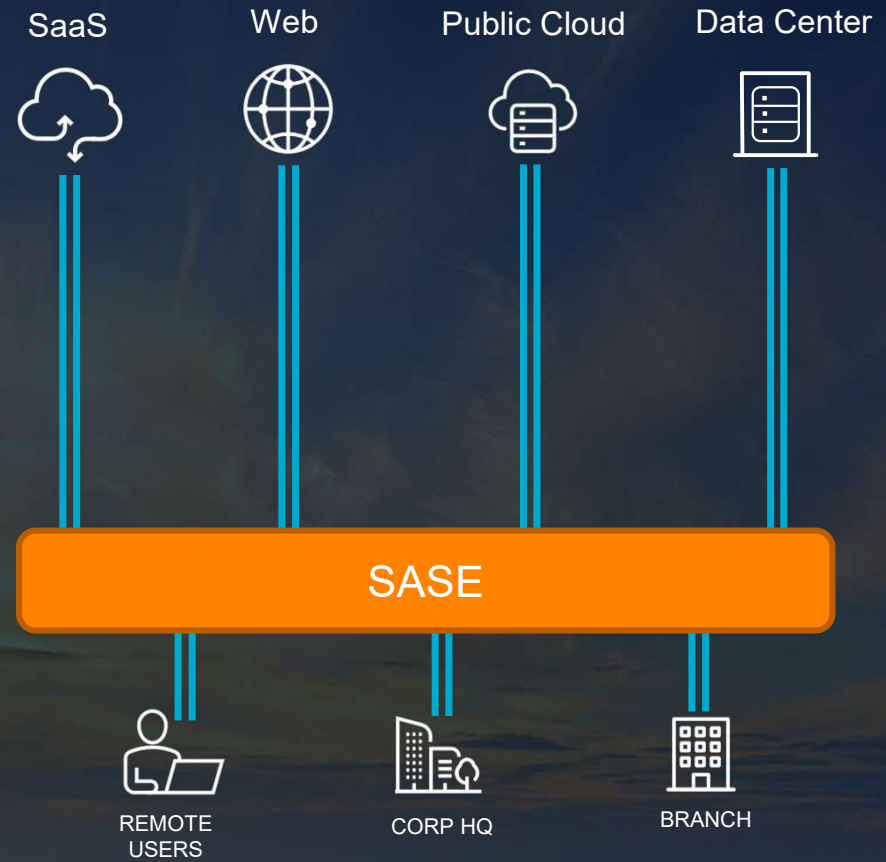 SaaS
Web
Public Cloud
Data Center
SASE
REMOTE
USERS
CORP HQ
BRANCH